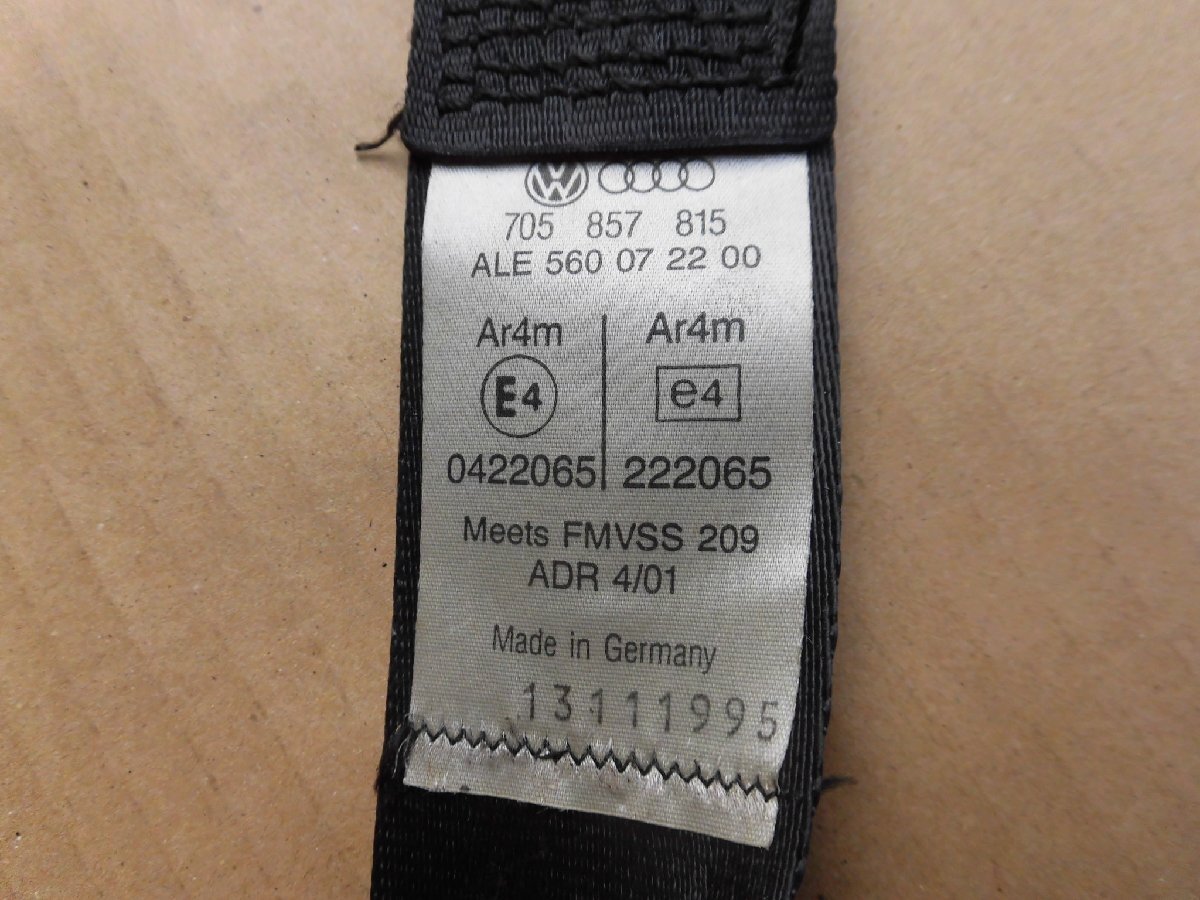 VW
705 857 815
ALE 560 07 22 00
Ar4m Ar4m
E4 e4
0422065 222065
Meets FMVSS 209
ADR 4/01
Made in Germany
13111995